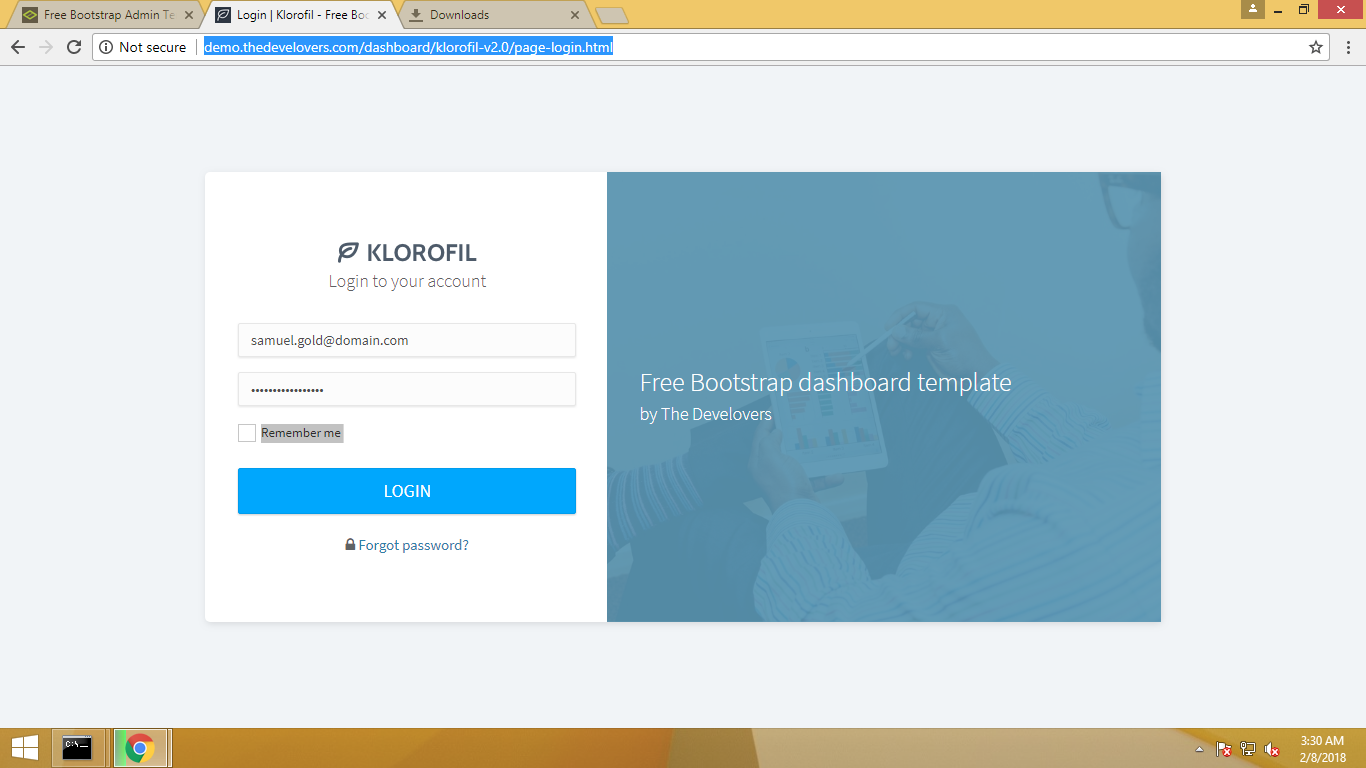 Free Bootstrap Admin Te
Login | Klorofil - Free Boo
Downloads
Not secure
demo.thedevelovers.com/dashboard/klorofil-v2.0/page-login.html
KLOROFIL
Login to your account
samuel.gold@domain.com
•••••••••••••••••
Remember me
LOGIN
Forgot password?
Free Bootstrap dashboard template
by The Develovers
C:\_
3:30 AM
2/8/2018